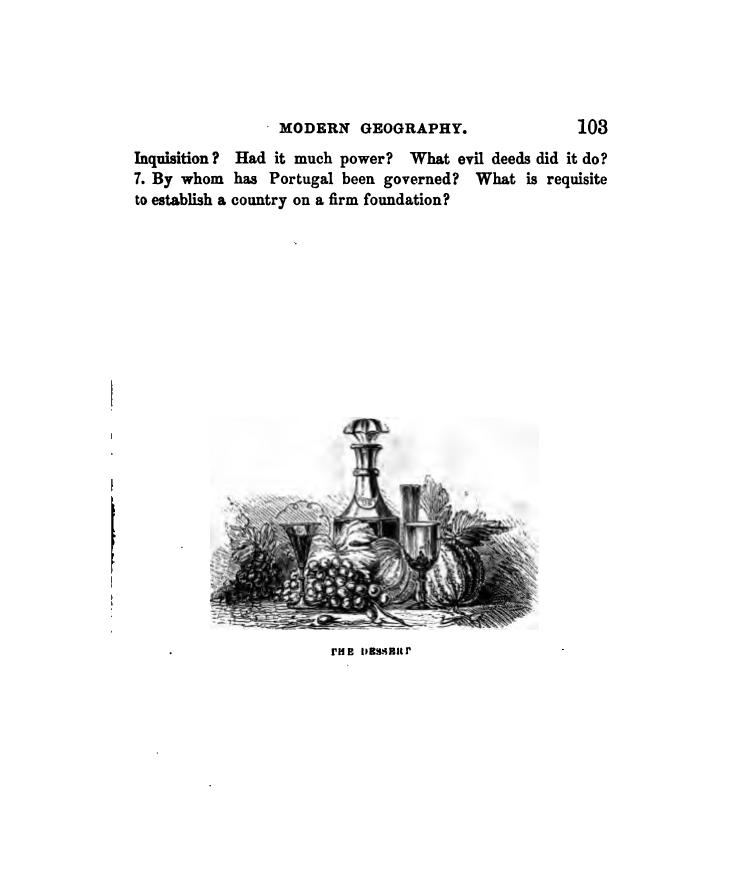 MODERN GEOGRAPHY. 103
Inquisition? Had it much power? What evil deeds did it do?
7. By whom has Portugal been governed? What is requisite
to establish a country on a firm foundation?
THE DESSERT